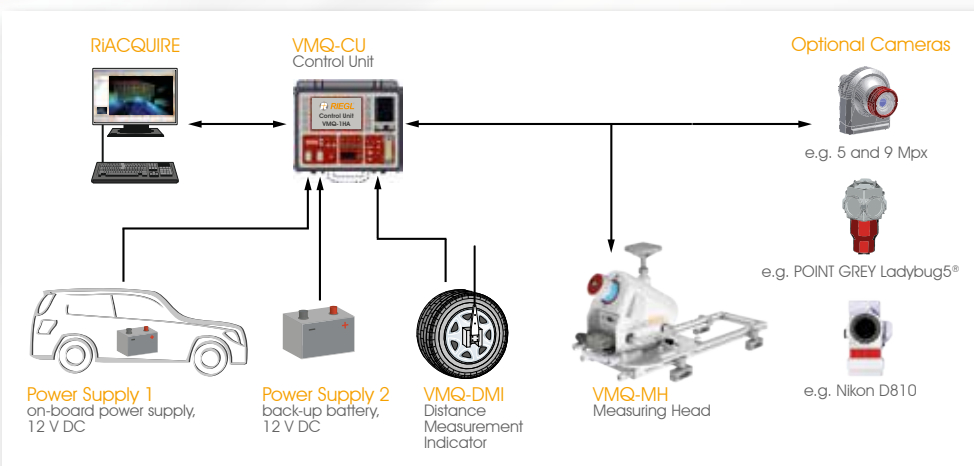 RiACQUIRE
VMQ-CU
Control Unit
RIEGL
Control Unit
VMQ-1HA
Optional Cameras
e.g. 5 and 9 Mpx
e.g. POINT GREY Ladybug5®
e.g. Nikon D810
Power Supply 1
on-board power supply,
12 V DC
Power Supply 2
back-up battery,
12 V DC
VMQ-DMI
Distance
Measurement
Indicator
VMQ-MH
Measuring Head